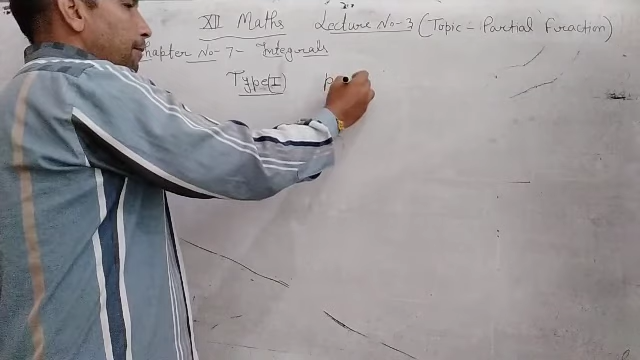 XII Maths Lecture No-3 (Topic - Partial Fraction)
Chapter No-7- Integrals
Type(I) p